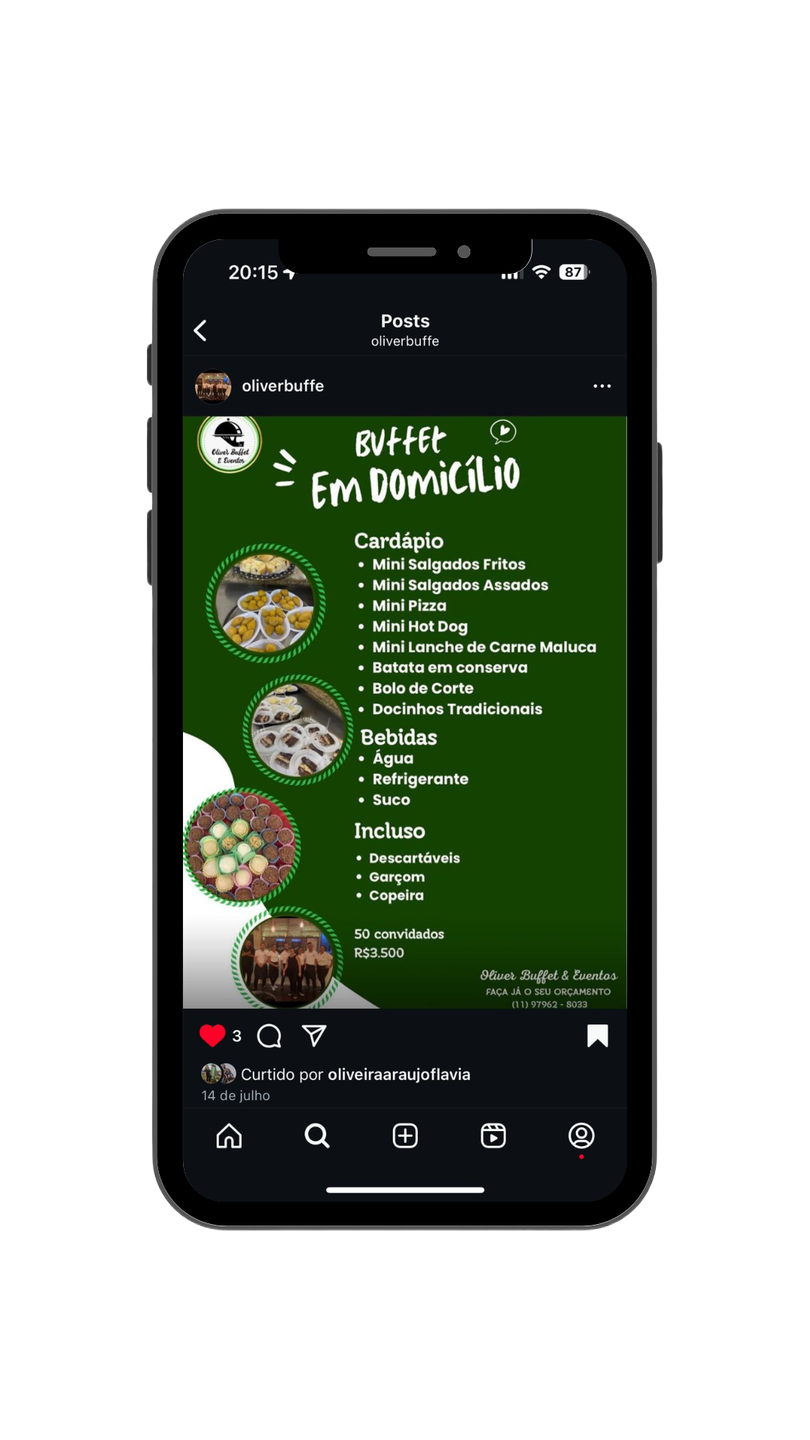 20:15
87
Posts
oliverbuffe
oliverbuffe
Oliver Buffet
& Eventos
BUFFET
Em DOMICÍLIO
Cardápio
• Mini Salgados Fritos
• Mini Salgados Assados
• Mini Pizza
• Mini Hot Dog
• Mini Lanche de Carne Maluca
• Batata em conserva
• Bolo de Corte
• Docinhos Tradicionais
Bebidas
• Água
• Refrigerante
• Suco
Incluso
• Descartáveis
• Garçom
• Copeira
50 convidados
R$3.500
Oliver Buffet & Eventos
FAÇA JÁ O SEU ORÇAMENTO
(11) 97962 - 8033
3
Curtido por oliveiraaraujoflavia
14 de julho